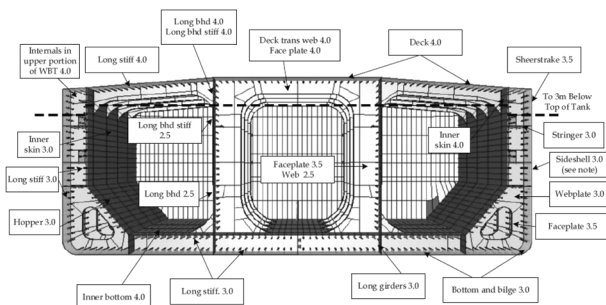 Long bhd 4.0
Long bhd stiff 4.0
Internals in
upper portion
of WBT 4.0
Long stiff 4.0
Deck trans web 4.0
Face plate 4.0
Deck 4.0
Sheerstrake 3.5
To 3m Below
Top of Tank
Long bhd stiff
2.5
Inner
skin 3.0
Inner
skin 4.0
Stringer 3.0
Faceplate 3.5
Web 2.5
Sideshell 3.0
(see note)
Long stiff 3.0
Long bhd 2.5
Webplate 3.0
Hopper 3.0
Faceplate 3.5
Inner bottom 4.0
Long stiff. 3.0
Long girders 3.0
Bottom and bilge 3.0